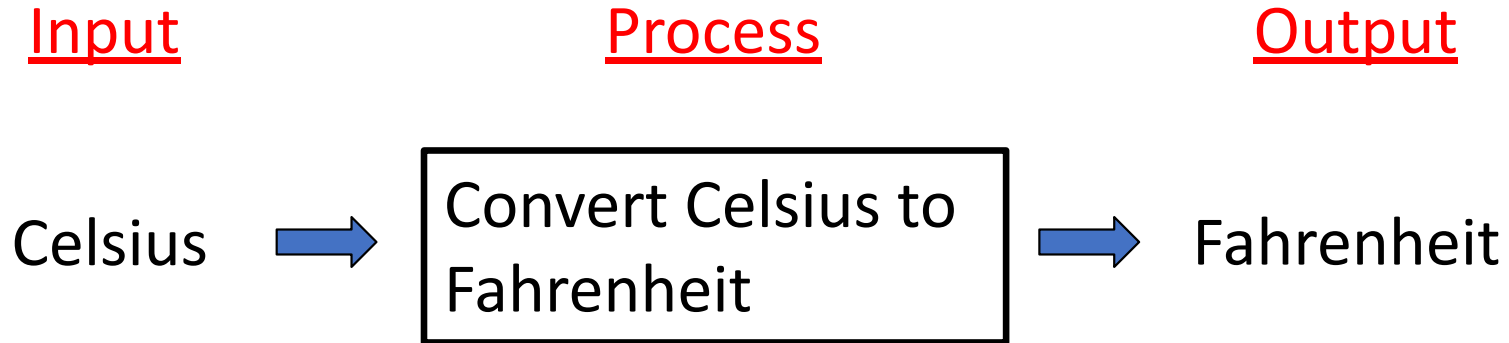 Input Process Output
Celsius
Convert Celsius to
Fahrenheit
Fahrenheit